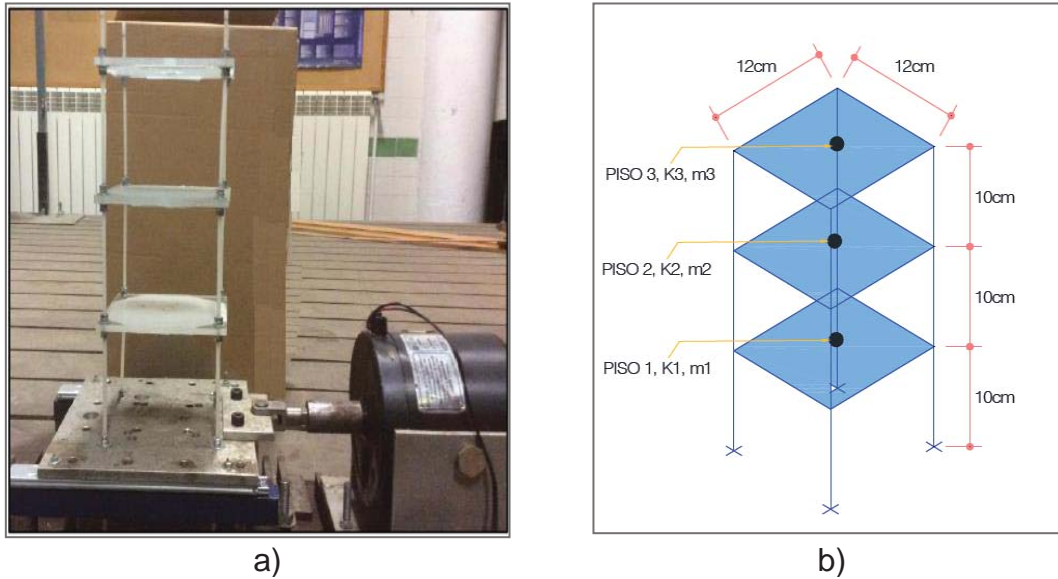 12cm 12cm
PISO 3, K3, m3
10cm
PISO 2, K2, m2
10cm
PISO 1, K1, m1
10cm
a) b)